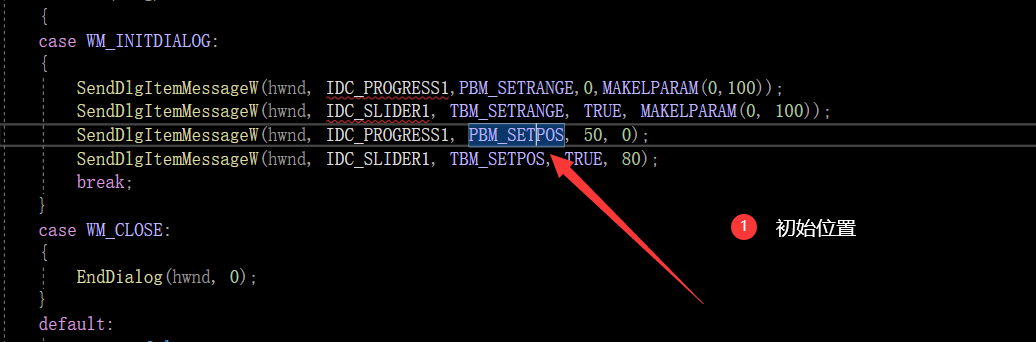 {
case WM_INITDIALOG:
{
SendDlgItemMessageW(hwnd, IDC_PROGRESS1,PBM_SETRANGE,0,MAKELPARAM(0,100));
SendDlgItemMessageW(hwnd, IDC_SLIDER1, TBM_SETRANGE, TRUE, MAKELPARAM(0, 100));
SendDlgItemMessageW(hwnd, IDC_PROGRESS1, PBM_SETPOS, 50, 0);
SendDlgItemMessageW(hwnd, IDC_SLIDER1, TBM_SETPOS, TRUE, 80);
break;
}
case WM_CLOSE:
1 初始位置
{
EndDialog(hwnd, 0);
}
default: